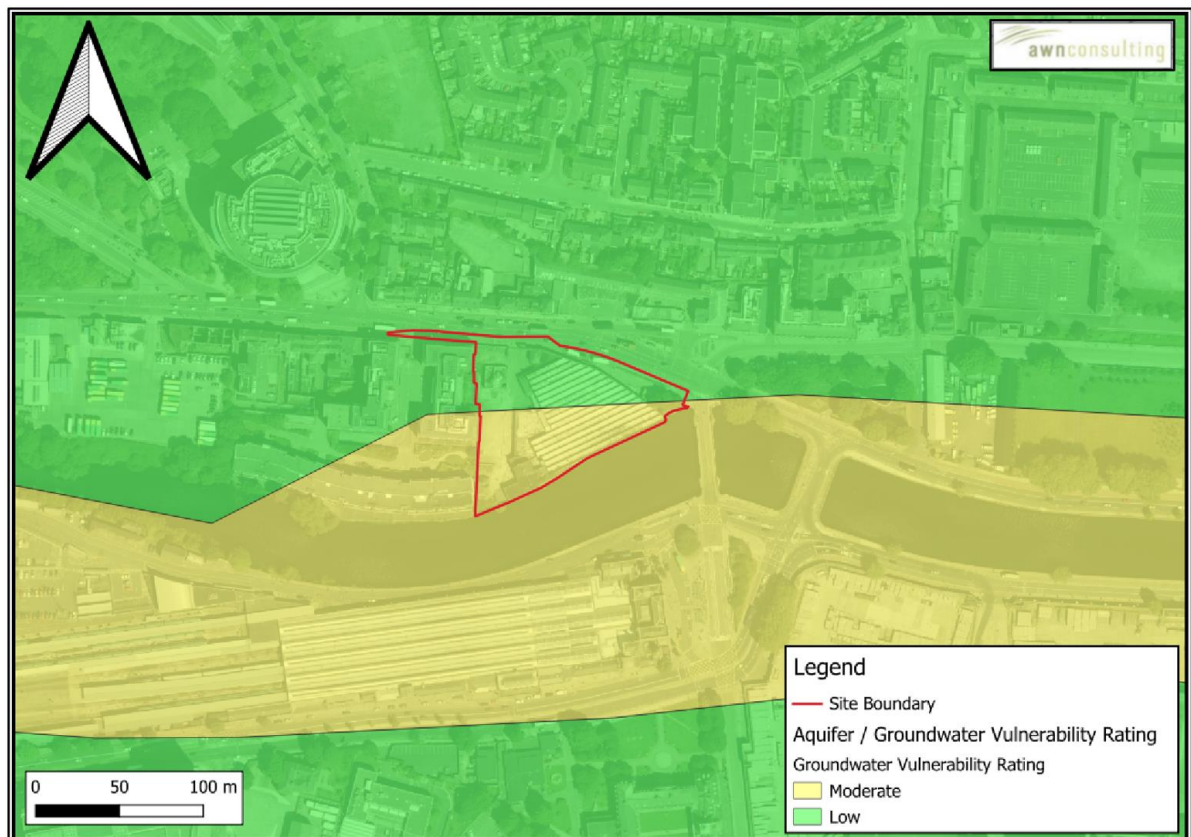 awnconsulting
Legend
Site Boundary
Aquifer / Groundwater Vulnerability Rating
Groundwater Vulnerability Rating
Moderate
Low
0 50 100 m